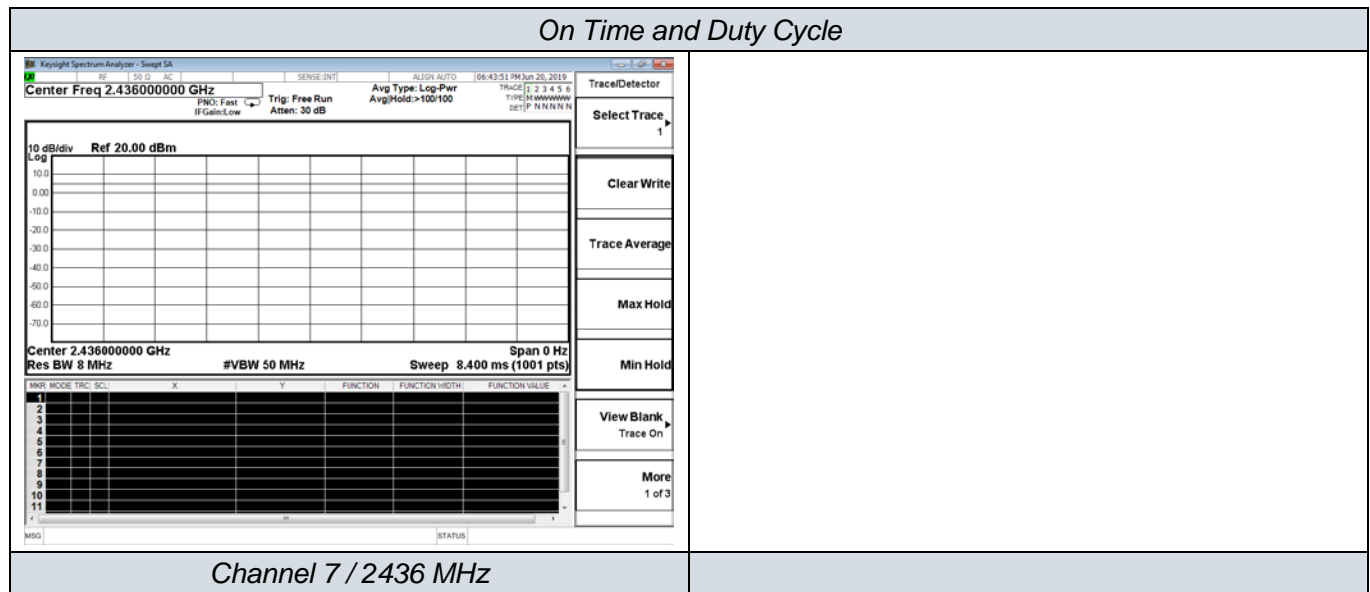 On Time and Duty Cycle
Keysight Spectrum Analyzer - Swept SA
LXI RF 50 Ω AC SENSE:INT ALIGN AUTO 06:43:51 PM Jun 20, 2019
Center Freq 2.436000000 GHz
PNO: Fast
IFGain:Low
Trig: Free Run
Atten: 30 dB
Avg Type: Log-Pwr
Avg|Hold:>100/100
TRACE 1 2 3 4 5 6
TYPE M WWWWW
DET P N N N N N
10 dB/div Ref 20.00 dBm
Log
10.0
0.00
-10.0
-20.0
-30.0
-40.0
-50.0
-60.0
-70.0
Center 2.436000000 GHz Span 0 Hz
Res BW 8 MHz #VBW 50 MHz Sweep 8.400 ms (1001 pts)
MKR MODE TRC SCL X Y FUNCTION FUNCTION WIDTH FUNCTION VALUE
1
2
3
4
5
6
7
8
9
10
11
MSG STATUS
Trace/Detector
Select Trace
1
Clear Write
Trace Average
Max Hold
Min Hold
View Blank
Trace On
More
1 of 3
Channel 7 / 2436 MHz